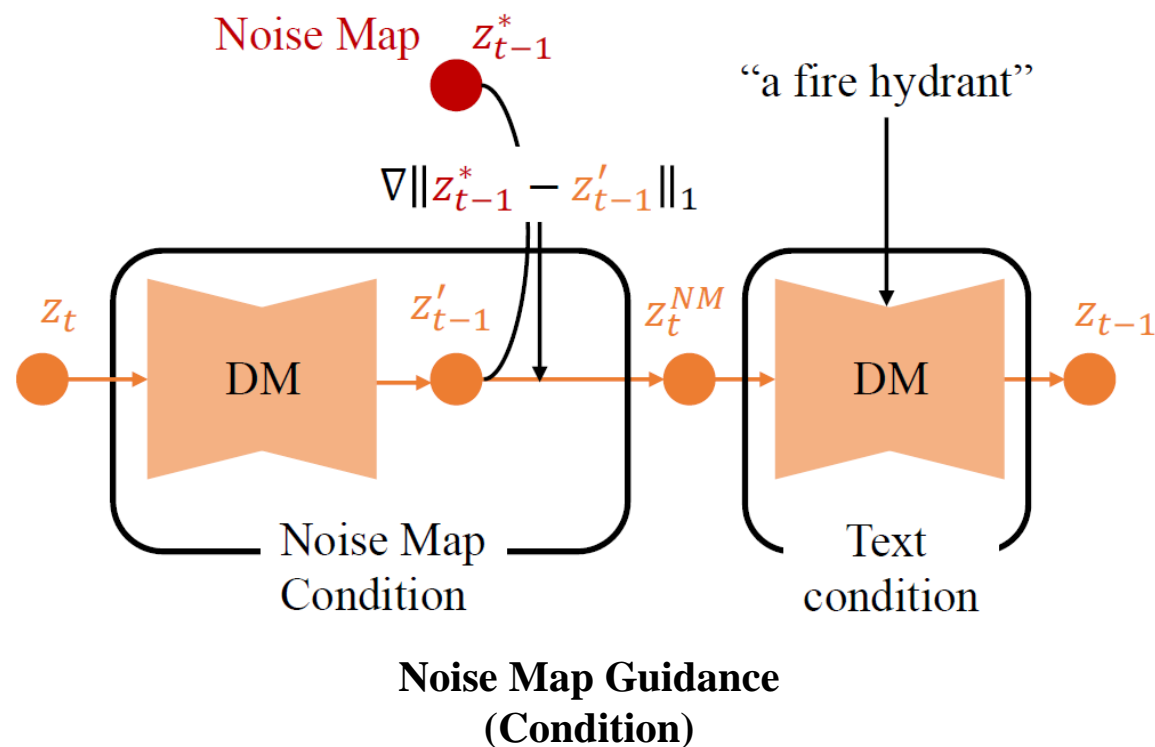 Noise Map z*_{t−1}
“a fire hydrant”
∇‖z*_{t−1} − z′_{t−1}‖₁
z_t
z′_{t−1}
z_t^{NM}
z_{t−1}
DM
DM
Noise Map
Condition
Text
condition
Noise Map Guidance
(Condition)